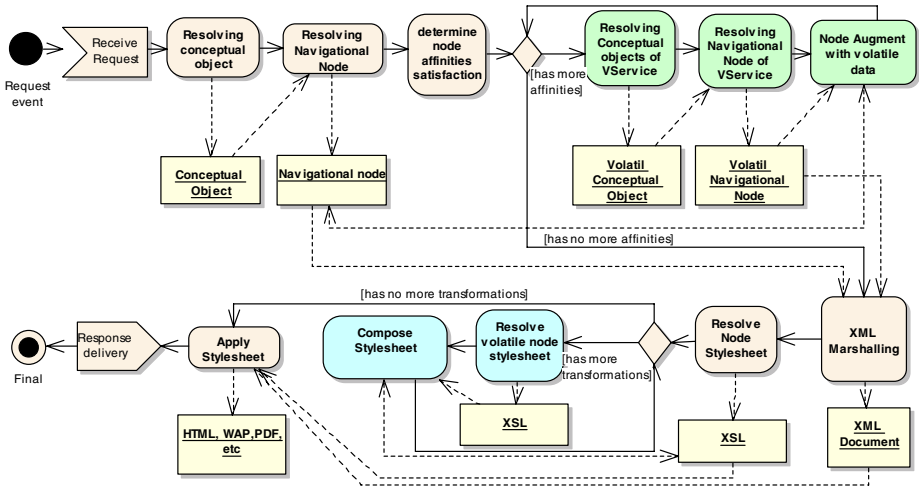 Request
event
Receive
Request
Resolving
conceptual
object
Resolving
Navigational
Node
determine
node
affinities
satisfaction
[has more
affinities]
Resolving
Conceptual
objects of
VService
Resolving
Navigational
Node of
VService
Node Augment
with volatile
data
Conceptual
Object
Navigational node
Volatil
Conceptual
Object
Volatil
Navigational
Node
[has no more affinities]
[has no more transformations]
Final
Response
delivery
Apply
Stylesheet
Compose
Stylesheet
Resolve
volatile node
stylesheet
[has more
transformations]
Resolve
Node
Stylesheet
XML
Marshalling
HTML, WAP,PDF,
etc
XSL
XSL
XML
Document